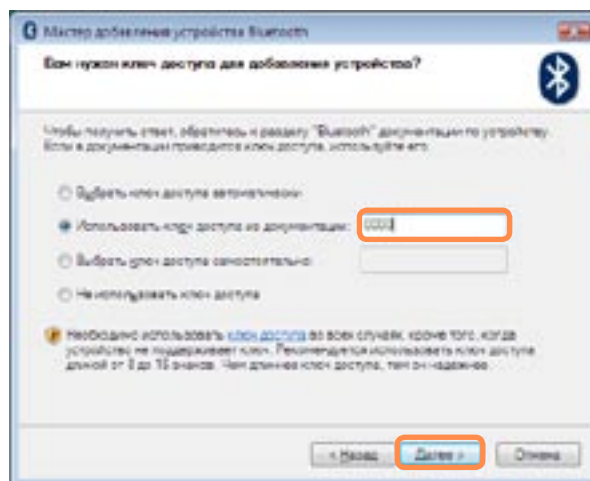 Мастер добавления устройства Bluetooth
Вам нужен ключ доступа для добавления устройства?
Чтобы получить ответ, обратитесь к разделу "Bluetooth" документации по устройству.
Если в документации приводится ключ доступа, используйте его.
Выбрать ключ доступа автоматически
Использовать ключ доступа из документации:
0000
Выбрать ключ доступа самостоятельно:
Не использовать ключ доступа
Необходимо использовать ключ доступа во всех случаях, кроме того, когда
устройство не поддерживает ключ. Рекомендуется использовать ключ доступа
длиной от 8 до 16 знаков. Чем длиннее ключ доступа, тем он надежнее.
< Назад
Далее >
Отмена